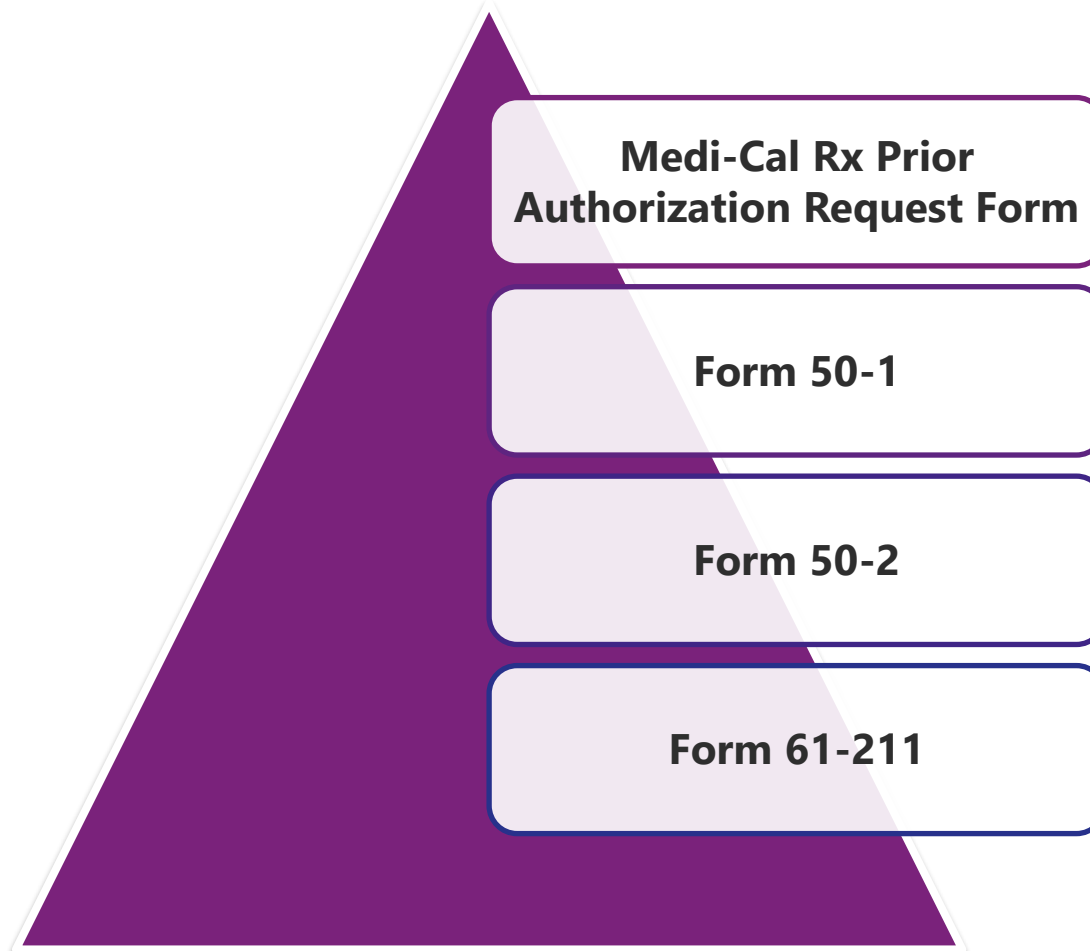 Medi-Cal Rx Prior
Authorization Request Form
Form 50-1
Form 50-2
Form 61-211